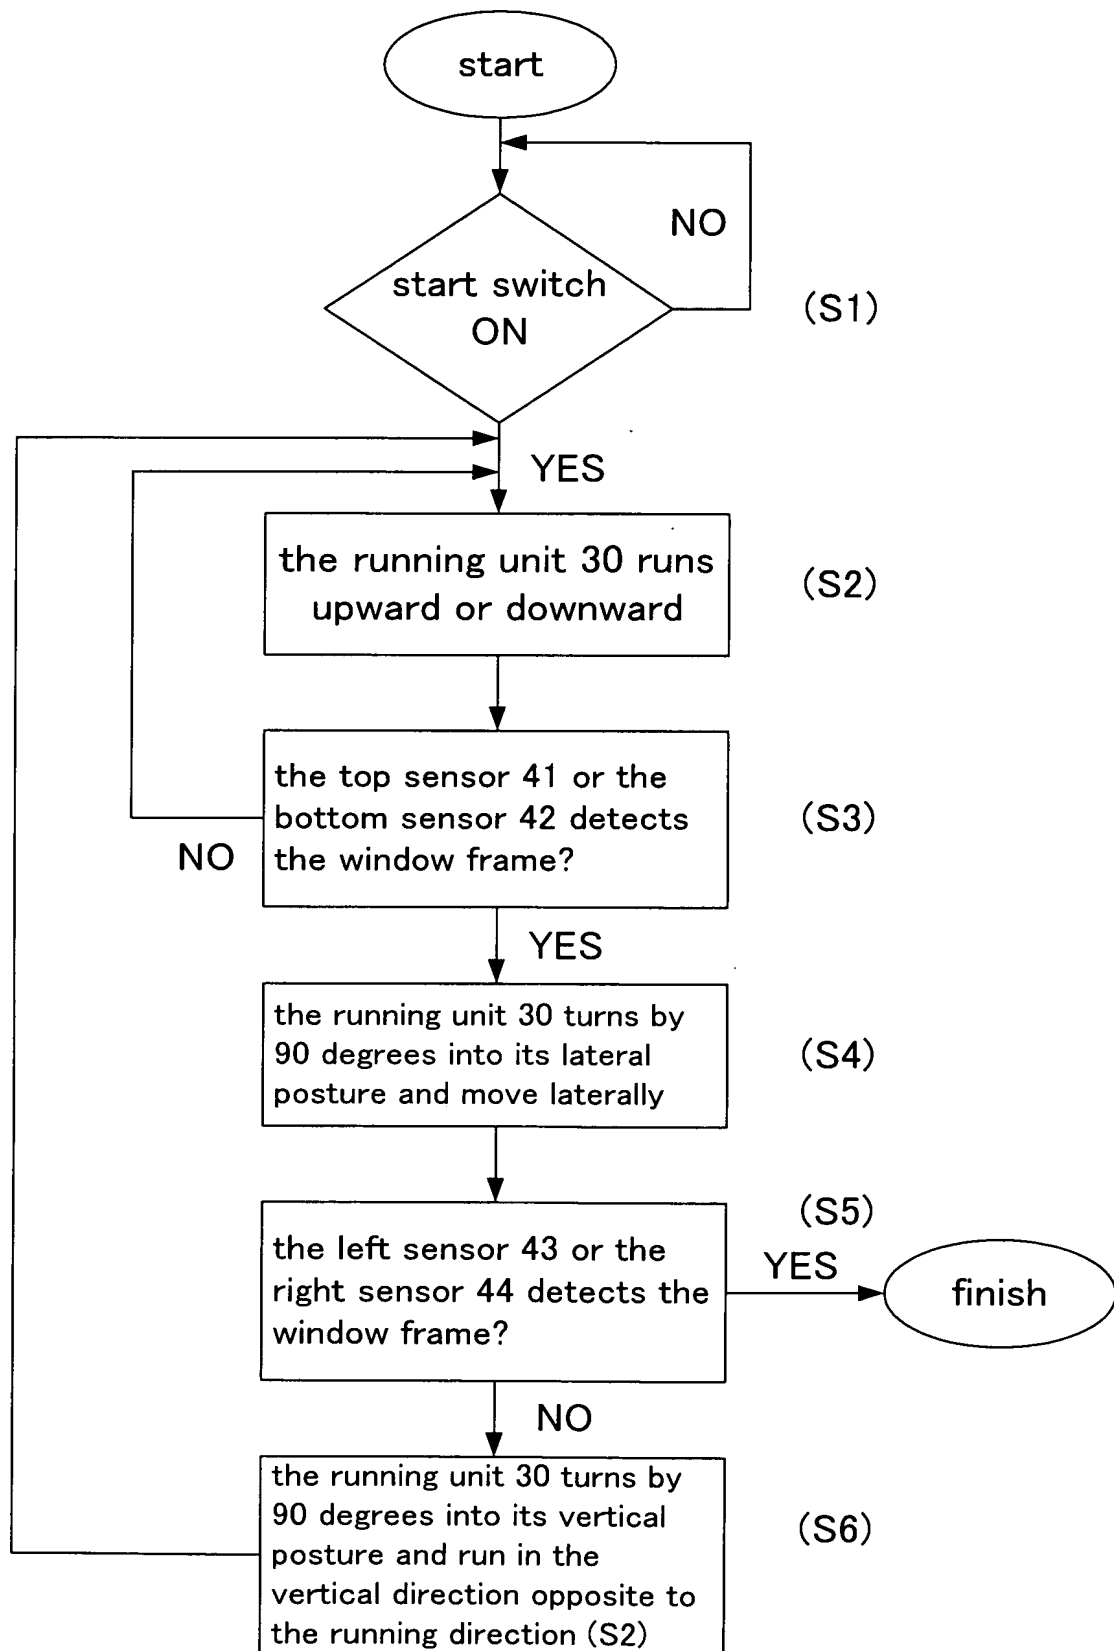 start
NO
start switch
ON
(S1)
YES
the running unit 30 runs
upward or downward
(S2)
the top sensor 41 or the
bottom sensor 42 detects
the window frame?
(S3)
NO
YES
the running unit 30 turns by
90 degrees into its lateral
posture and move laterally
(S4)
(S5)
the left sensor 43 or the
right sensor 44 detects the
window frame?
YES
finish
NO
the running unit 30 turns by
90 degrees into its vertical
posture and run in the
vertical direction opposite to
the running direction (S2)
(S6)